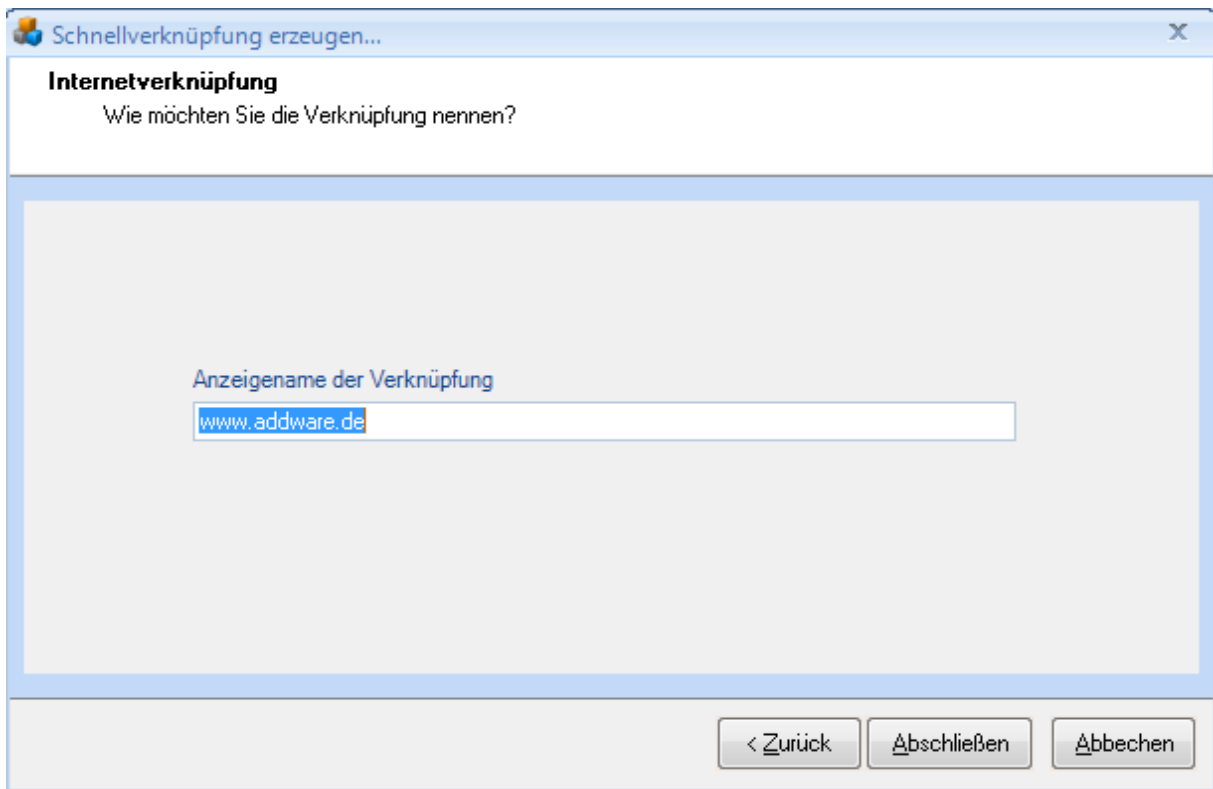 Schnellverknüpfung erzeugen...
Internetverknüpfung
Wie möchten Sie die Verknüpfung nennen?
Anzeigename der Verknüpfung
www.addware.de
< Zurück Abschließen Abbechen